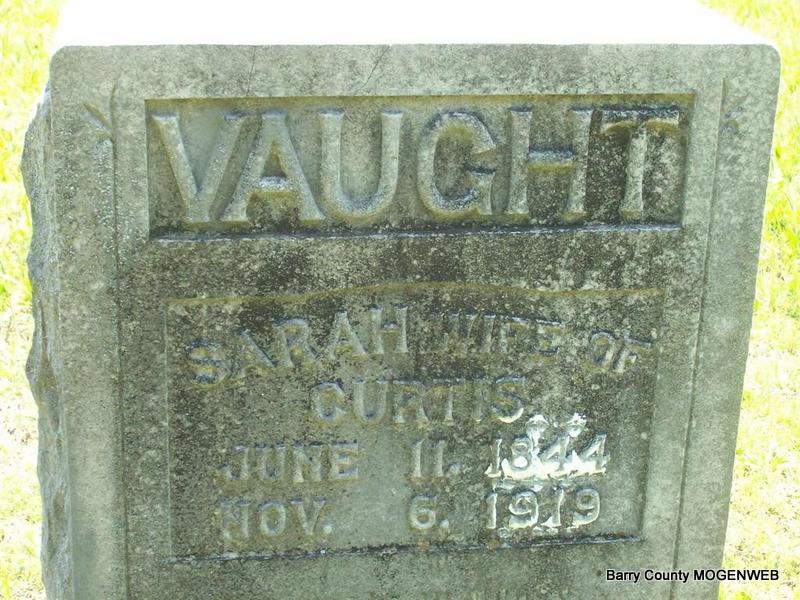 VAUGHT
SARAH WIFE OF
CURTIS
JUNE 11. 1844
NOV. 6. 1919
Barry County MOGENWEB